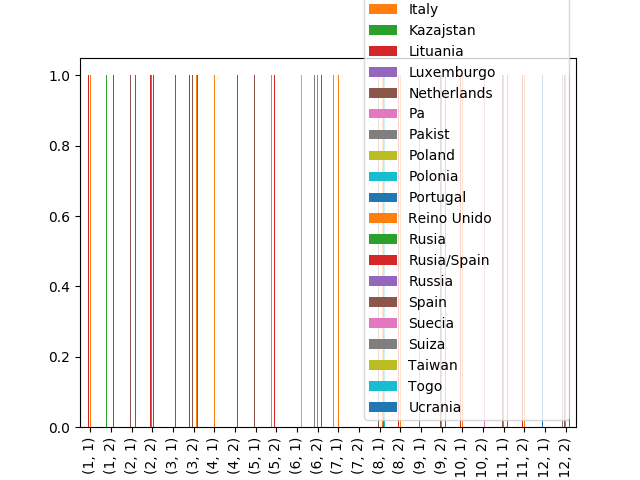 Italy
Kazajstan
Lituania
Luxemburgo
Netherlands
Pa
Pakist
Poland
Polonia
Portugal
Reino Unido
Rusia
Rusia/Spain
Russia
Spain
Suecia
Suiza
Taiwan
Togo
Ucrania
1.0
0.8
0.6
0.4
0.2
0.0
(1, 1)
(1, 2)
(2, 1)
(2, 2)
(3, 1)
(3, 2)
(4, 1)
(4, 2)
(5, 1)
(5, 2)
(6, 1)
(6, 2)
(7, 1)
(7, 2)
(8, 1)
(8, 2)
(9, 1)
(9, 2)
10, 1)
10, 2)
11, 1)
11, 2)
12, 1)
12, 2)